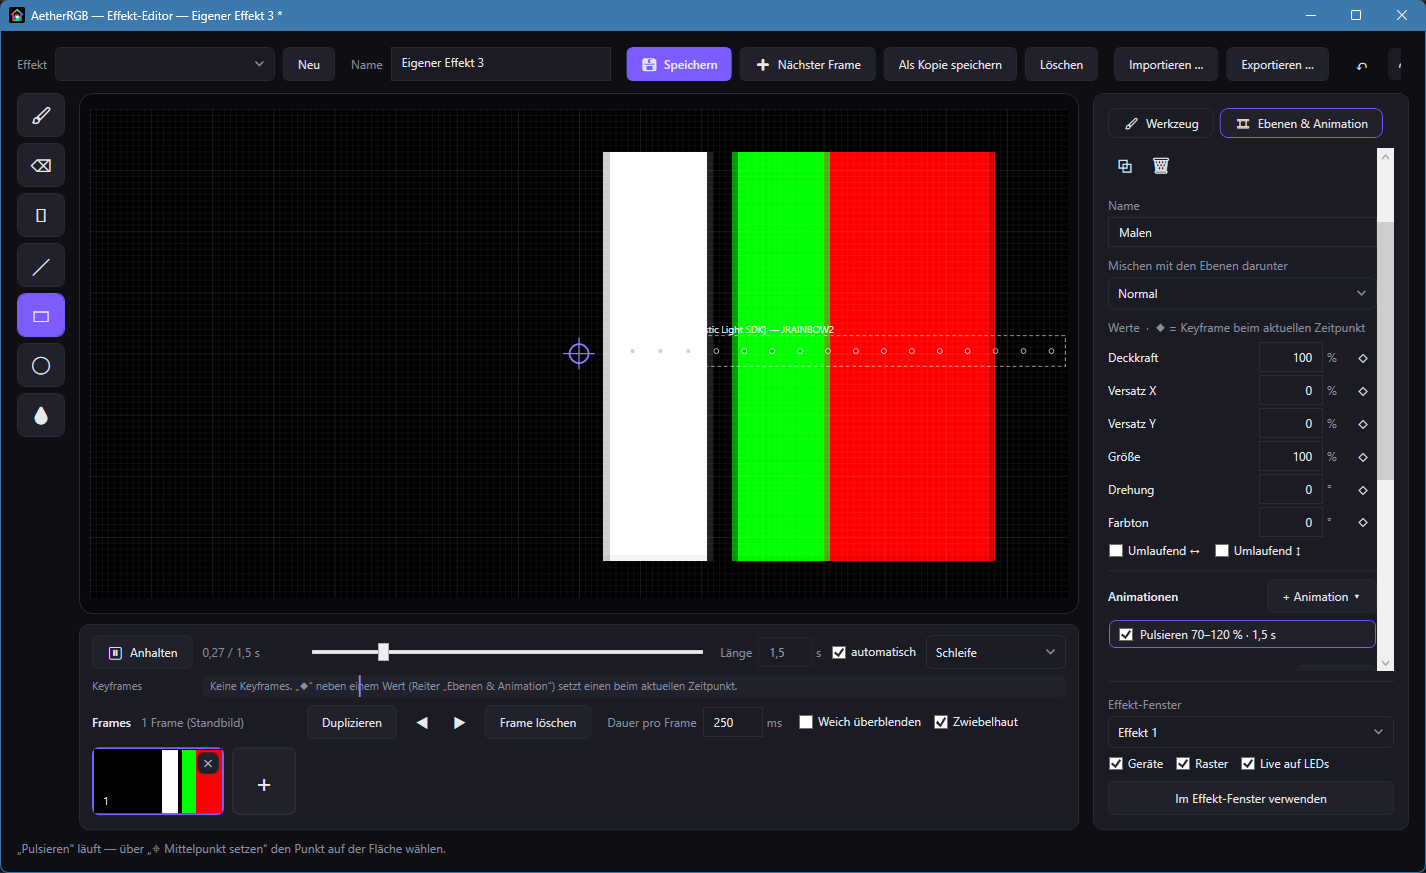 AetherRGB — Effekt-Editor — Eigener Effekt 3 *
Effekt
Neu
Name
Eigener Effekt 3
Speichern
Nächster Frame
Als Kopie speichern
Löschen
Importieren ...
Exportieren ...
Werkzeug
Ebenen & Animation
Name
Malen
Mischen mit den Ebenen darunter
Normal
Werte · ◆ = Keyframe beim aktuellen Zeitpunkt
Deckkraft 100 %
Versatz X 0 %
Versatz Y 0 %
Größe 100 %
Drehung 0 °
Farbton 0 °
Umlaufend ↔ Umlaufend ↕
Animationen + Animation ▾
Pulsieren 70–120 % · 1,5 s
Effekt-Fenster
Effekt 1
Geräte Raster Live auf LEDs
Im Effekt-Fenster verwenden
stic Light SDK) — JRAINBOW2
Anhalten 0,27 / 1,5 s Länge 1,5 s automatisch Schleife
Keyframes Keine Keyframes. „◆“ neben einem Wert (Reiter „Ebenen & Animation“) setzt einen beim aktuellen Zeitpunkt.
Frames 1 Frame (Standbild) Duplizieren ◀ ▶ Frame löschen Dauer pro Frame 250 ms Weich überblenden Zwiebelhaut
1
+
„Pulsieren“ läuft — über „⌖ Mittelpunkt setzen“ den Punkt auf der Fläche wählen.